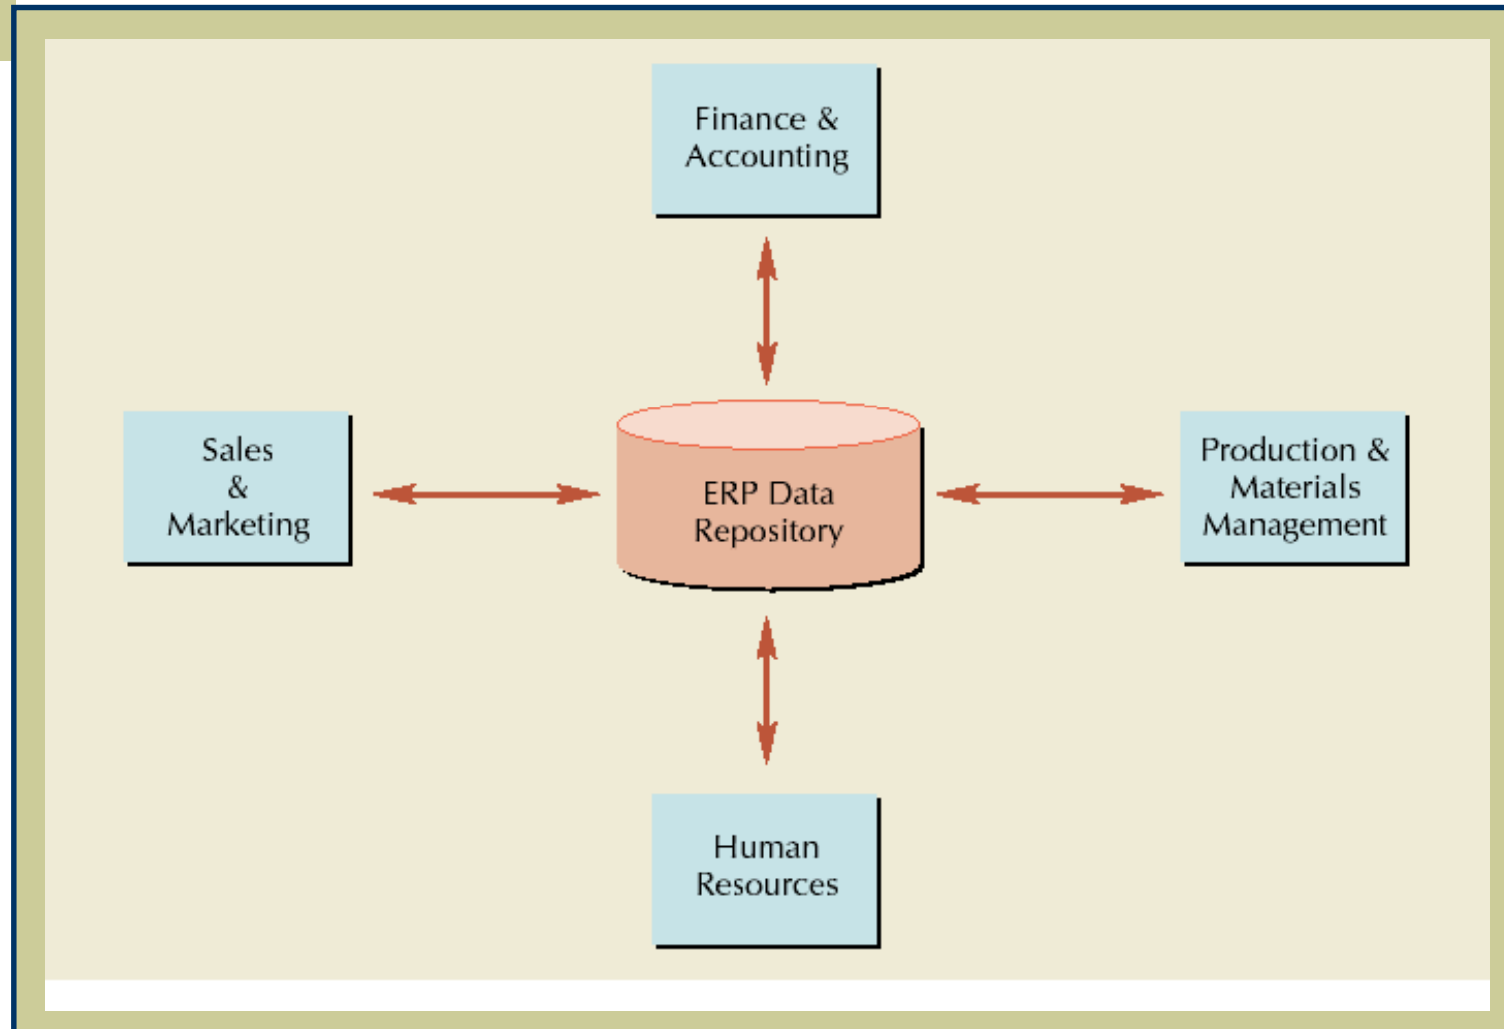 Finance &
Accounting
Sales
&
Marketing
ERP Data
Repository
Production &
Materials
Management
Human
Resources